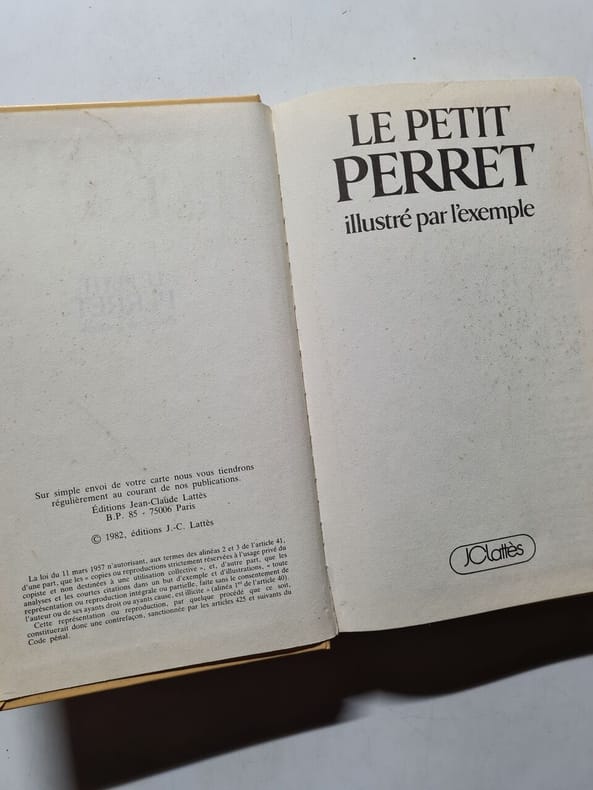 Sur simple envoi de votre carte nous vous tiendrons
régulièrement au courant de nos publications.
Éditions Jean-Claude Lattès
B.P. 85 - 75006 Paris
© 1982, éditions J.-C. Lattès
La loi du 11 mars 1957 n'autorisant, aux termes des alinéas 2 et 3 de l'article 41,
d'une part, que les « copies ou reproductions strictement réservées à l'usage privé du
copiste et non destinées à une utilisation collective », et, d'autre part, que les
analyses et les courtes citations dans un but d'exemple et d'illustrations, « toute
représentation ou reproduction intégrale ou partielle, faite sans le consentement de
l'auteur ou de ses ayants droit ou ayants cause, est illicite » (alinéa 1er de l'article 40).
Cette représentation ou reproduction, par quelque procédé que ce soit,
constituerait donc une contrefaçon, sanctionnée par les articles 425 et suivants du
Code pénal.
LE PETIT
PERRET
illustré par l'exemple
JCLattès